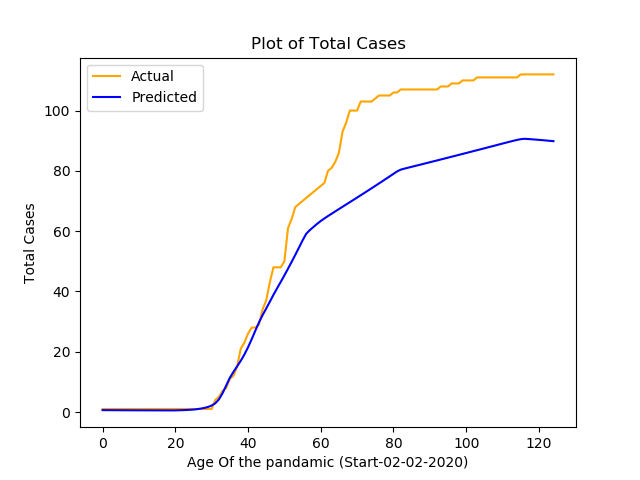 Plot of Total Cases
Actual
Predicted
100
80
60
40
20
0
Total Cases
0 20 40 60 80 100 120
Age Of the pandamic (Start-02-02-2020)